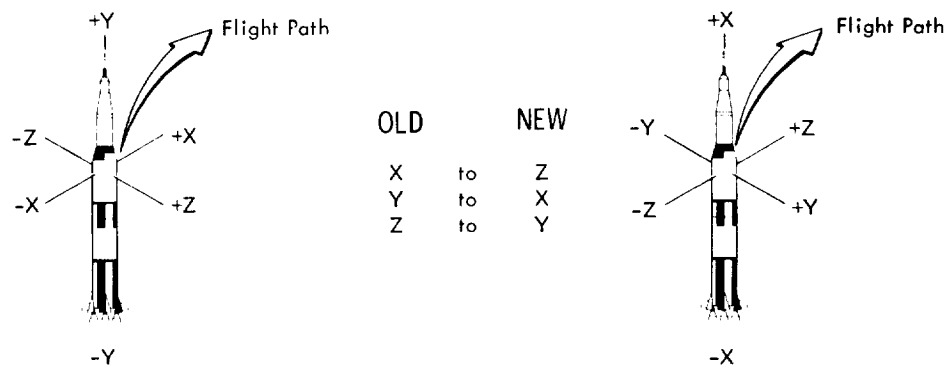 +Y
Flight Path
-Z
+X
-X
+Z
-Y
OLD NEW
X to Z
Y to X
Z to Y
+X
Flight Path
-Y
+Z
-Z
+Y
-X